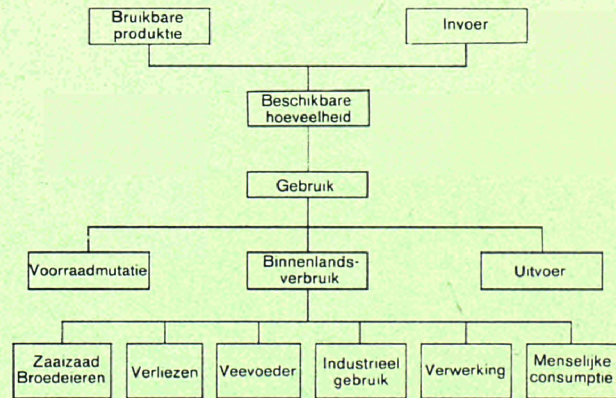 Bruikbare
produktie
Invoer
Beschikbare
hoeveelheid
Gebruik
Voorraadmutatie
Binnenlands-
verbruik
Uitvoer
Zaaizaad
Broedeieren
Verliezen
Veevoeder
Industrieel
gebruik
Verwerking
Menselijke
consumptie